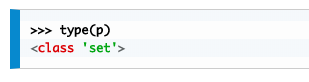 >>> type(p)
<class 'set'>